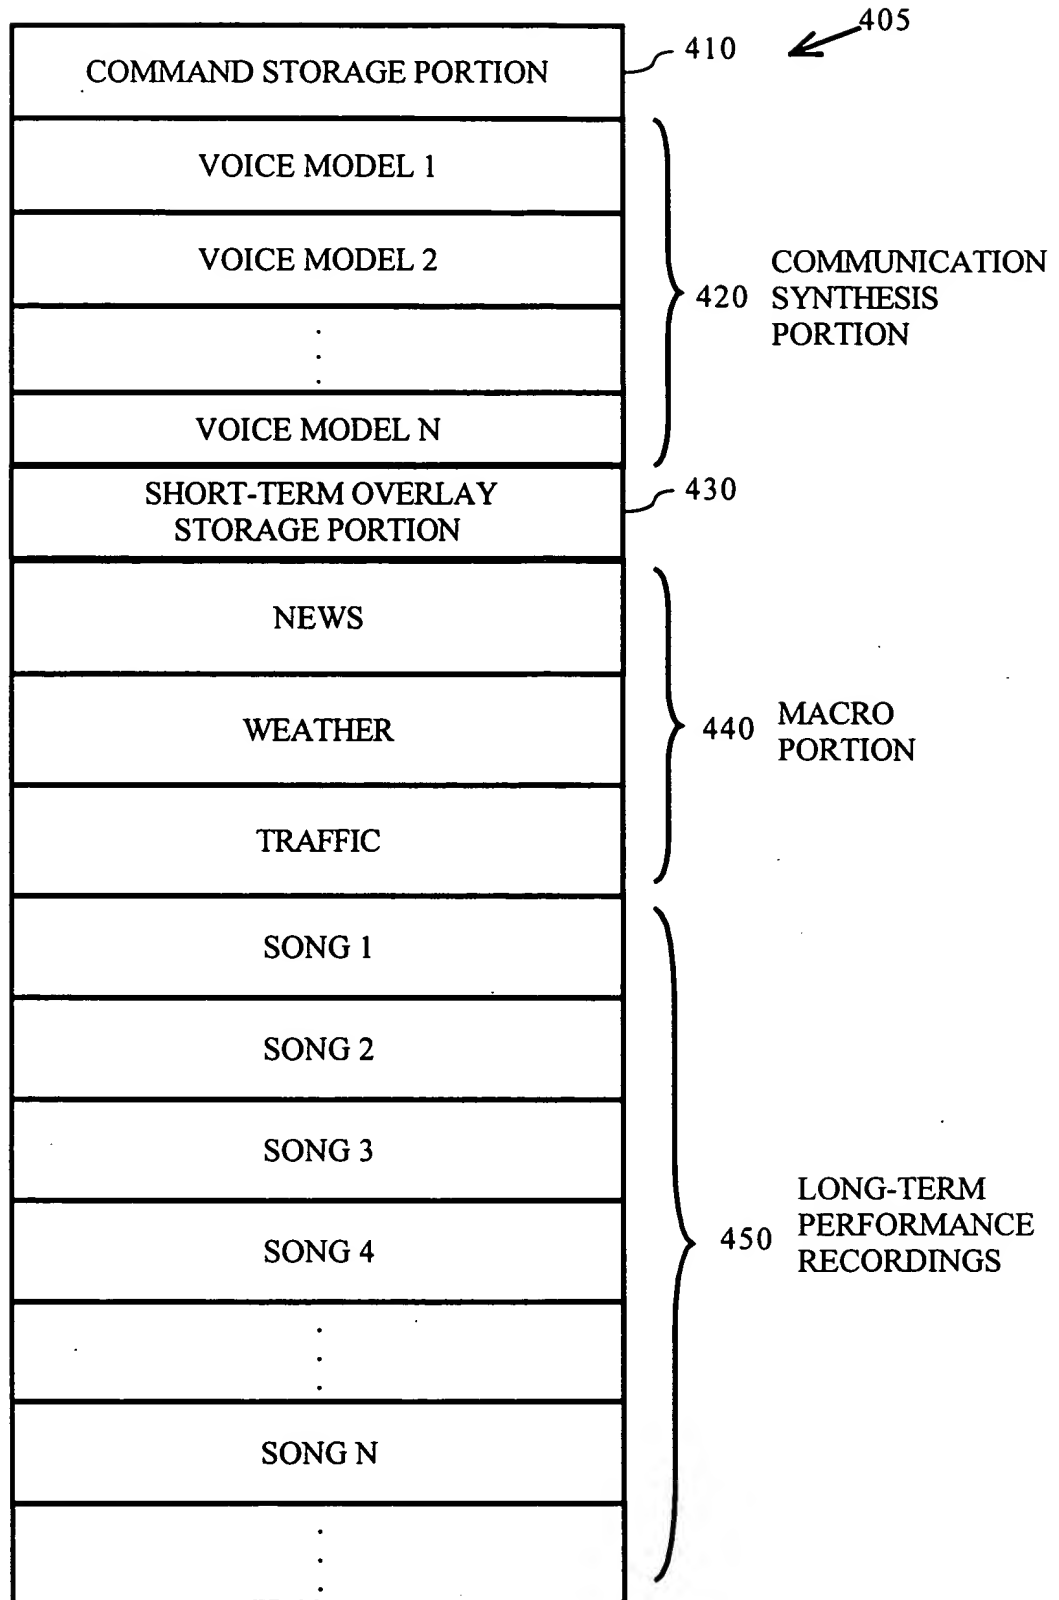 405
COMMAND STORAGE PORTION
410
VOICE MODEL 1
VOICE MODEL 2
.
.
.
VOICE MODEL N
420
COMMUNICATION
SYNTHESIS
PORTION
SHORT-TERM OVERLAY
STORAGE PORTION
430
NEWS
WEATHER
TRAFFIC
440
MACRO
PORTION
SONG 1
SONG 2
SONG 3
SONG 4
.
.
.
SONG N
.
.
.
450
LONG-TERM
PERFORMANCE
RECORDINGS